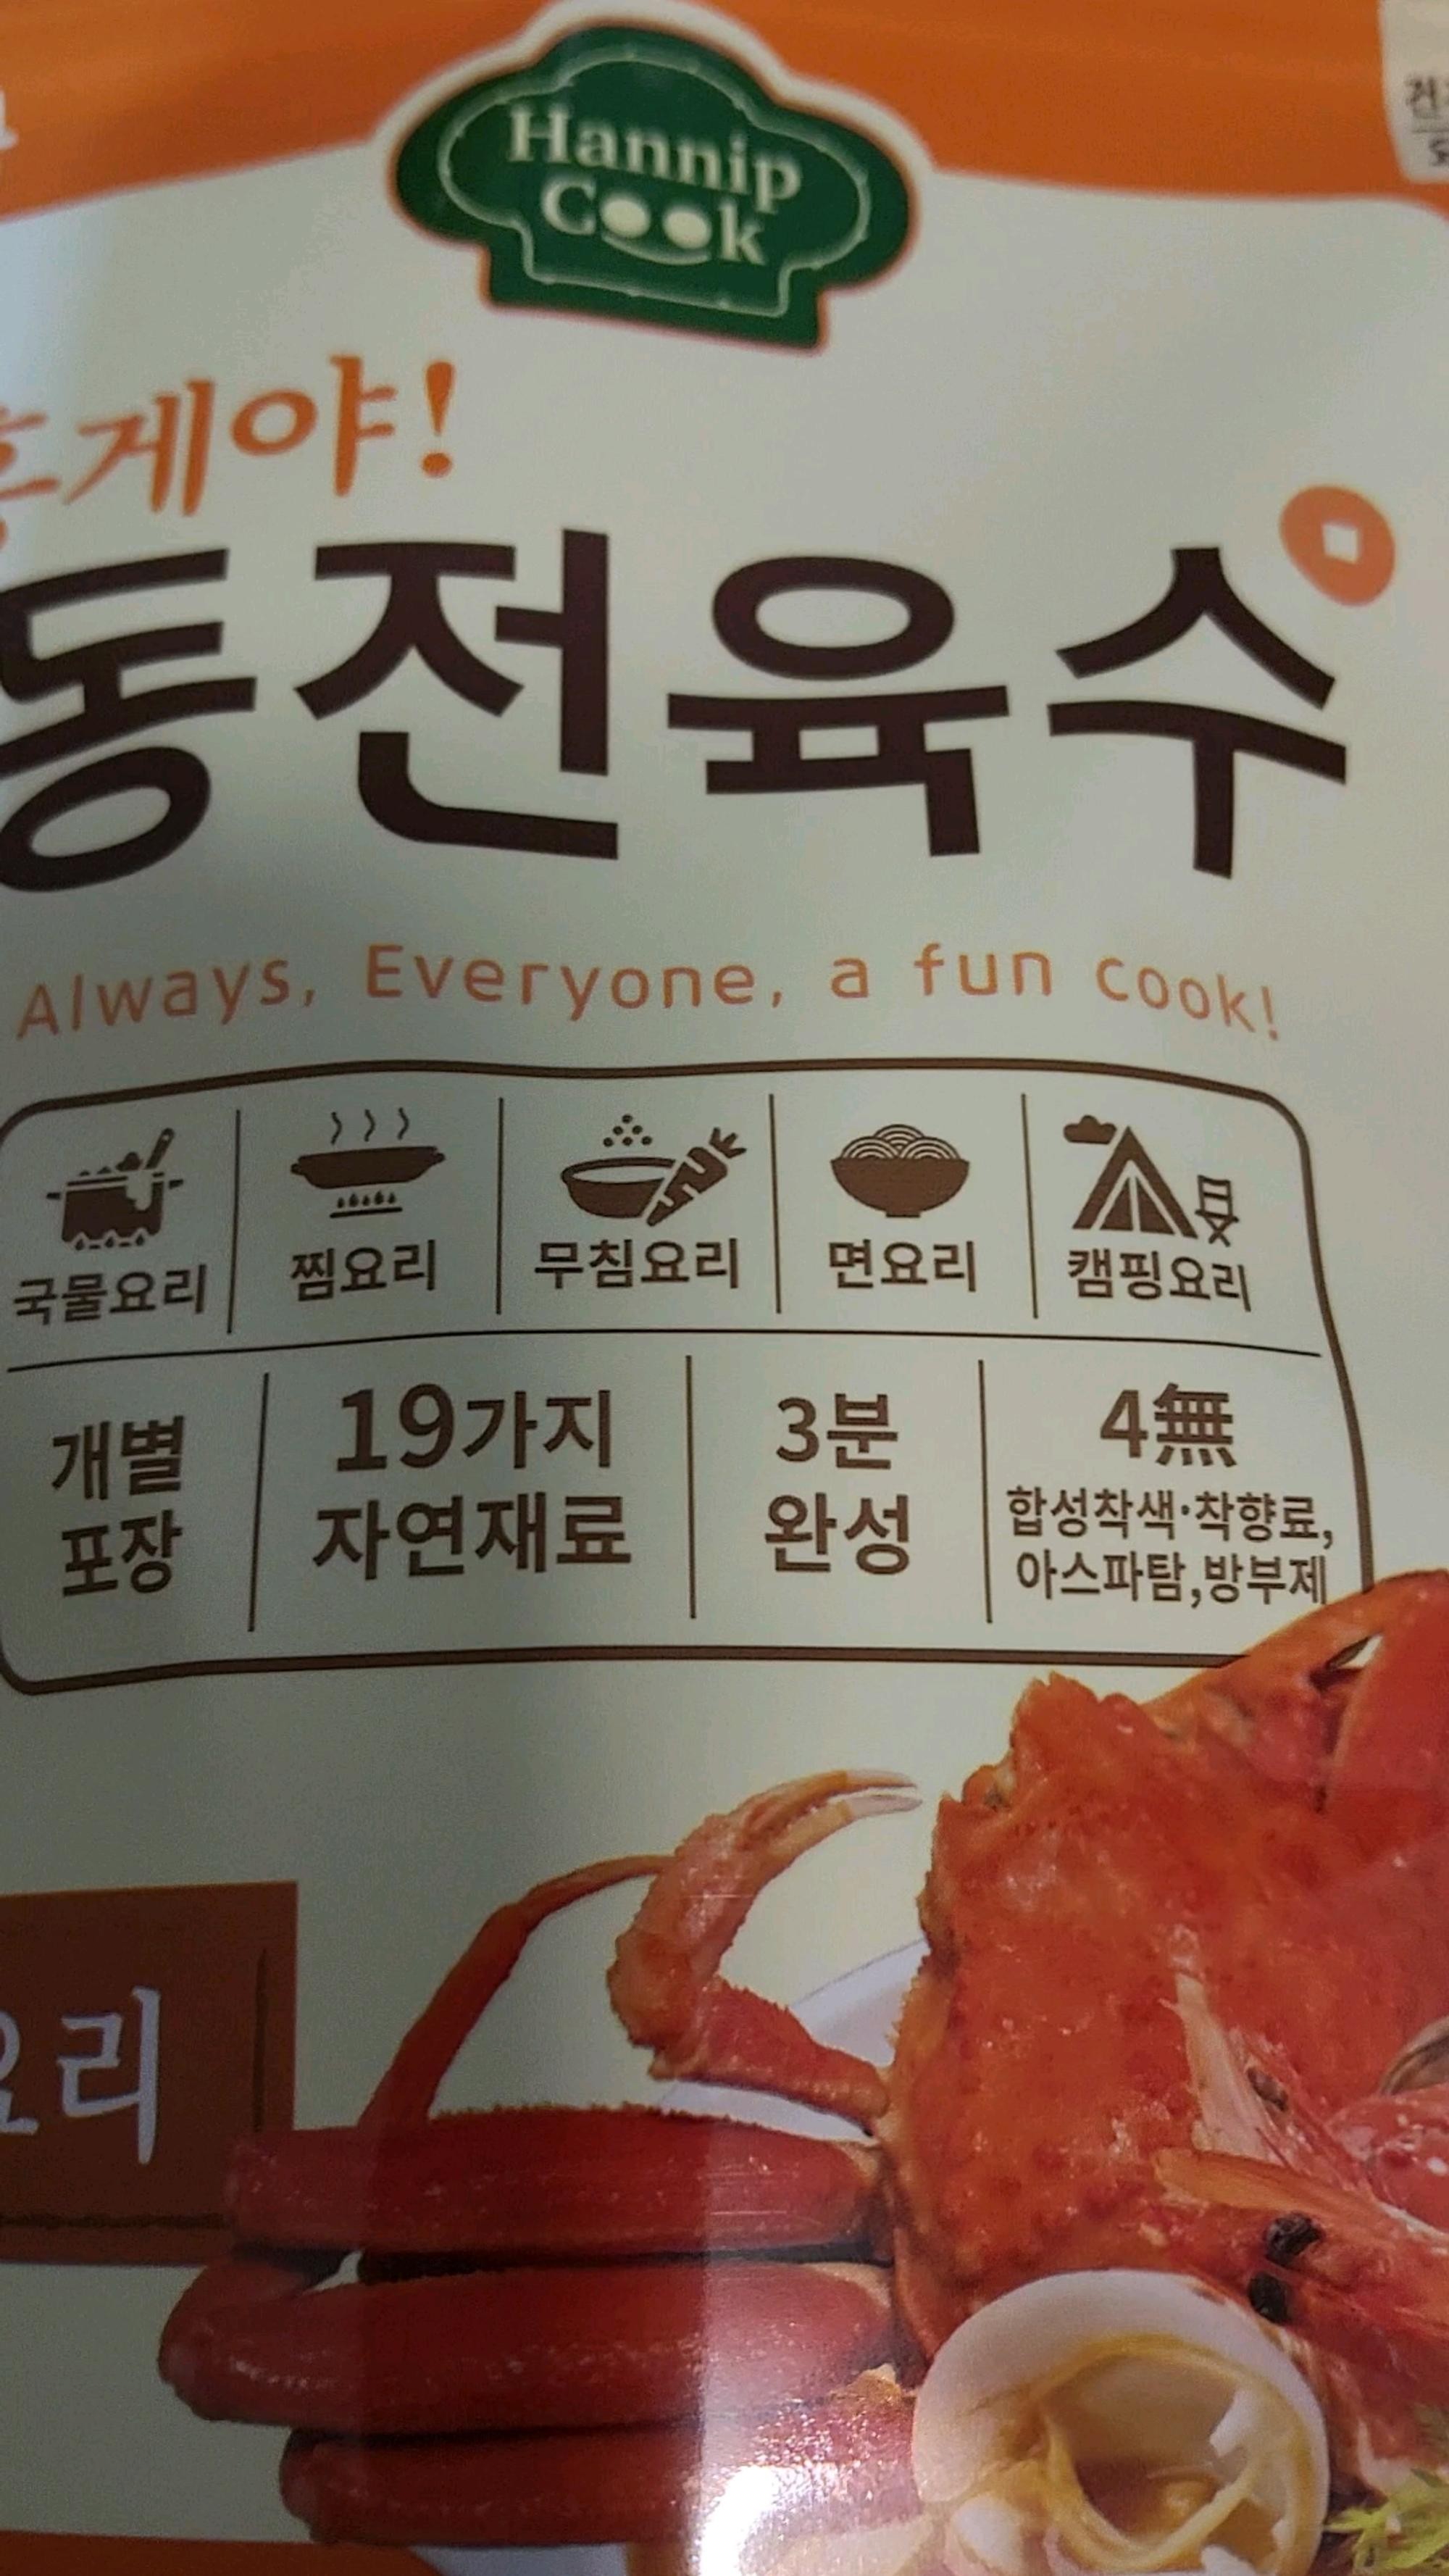 Hannip
Cook
홍게야!
동전육수
Always, Everyone, a fun cook!
국물요리 찜요리 무침요리 면요리 캠핑요리
개별 포장
19가지 자연재료
3분 완성
4無
합성착색·착향료,
아스파탐,방부제
요리